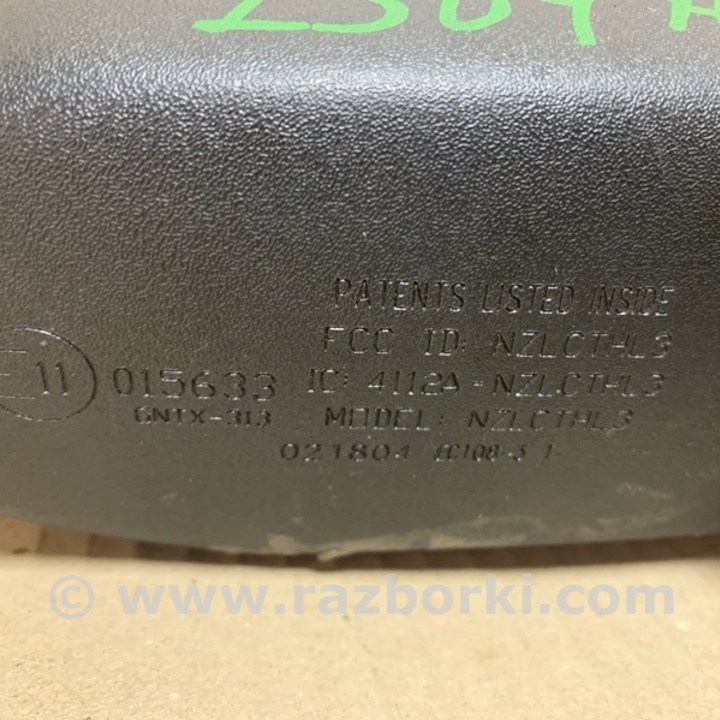 PATENTS LISTED INSIDE
FCC ID: NZLCTHL3
E11 015633 IC: 4112A-NZLCTHL3
GNTX-313 MODEL: NZLCTHL3
021804
© www.razborki.com